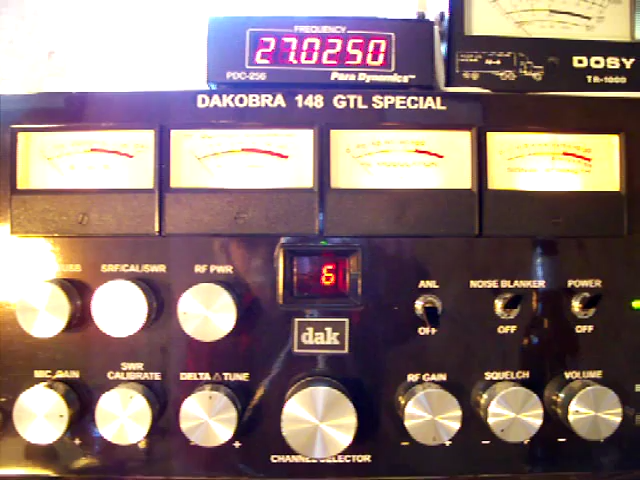 FREQUENCY
27.0250
PDC-256 Para Dynamics
DOSY
TR-1000
DAKOBRA 148 GTL SPECIAL
6
SRF/CAL/SWR RF PWR
ANL NOISE BLANKER POWER
OFF OFF OFF
dak
MIC GAIN SWR CALIBRATE DELTA △ TUNE
RF GAIN SQUELCH VOLUME
- + - + - + -
CHANNEL SELECTOR